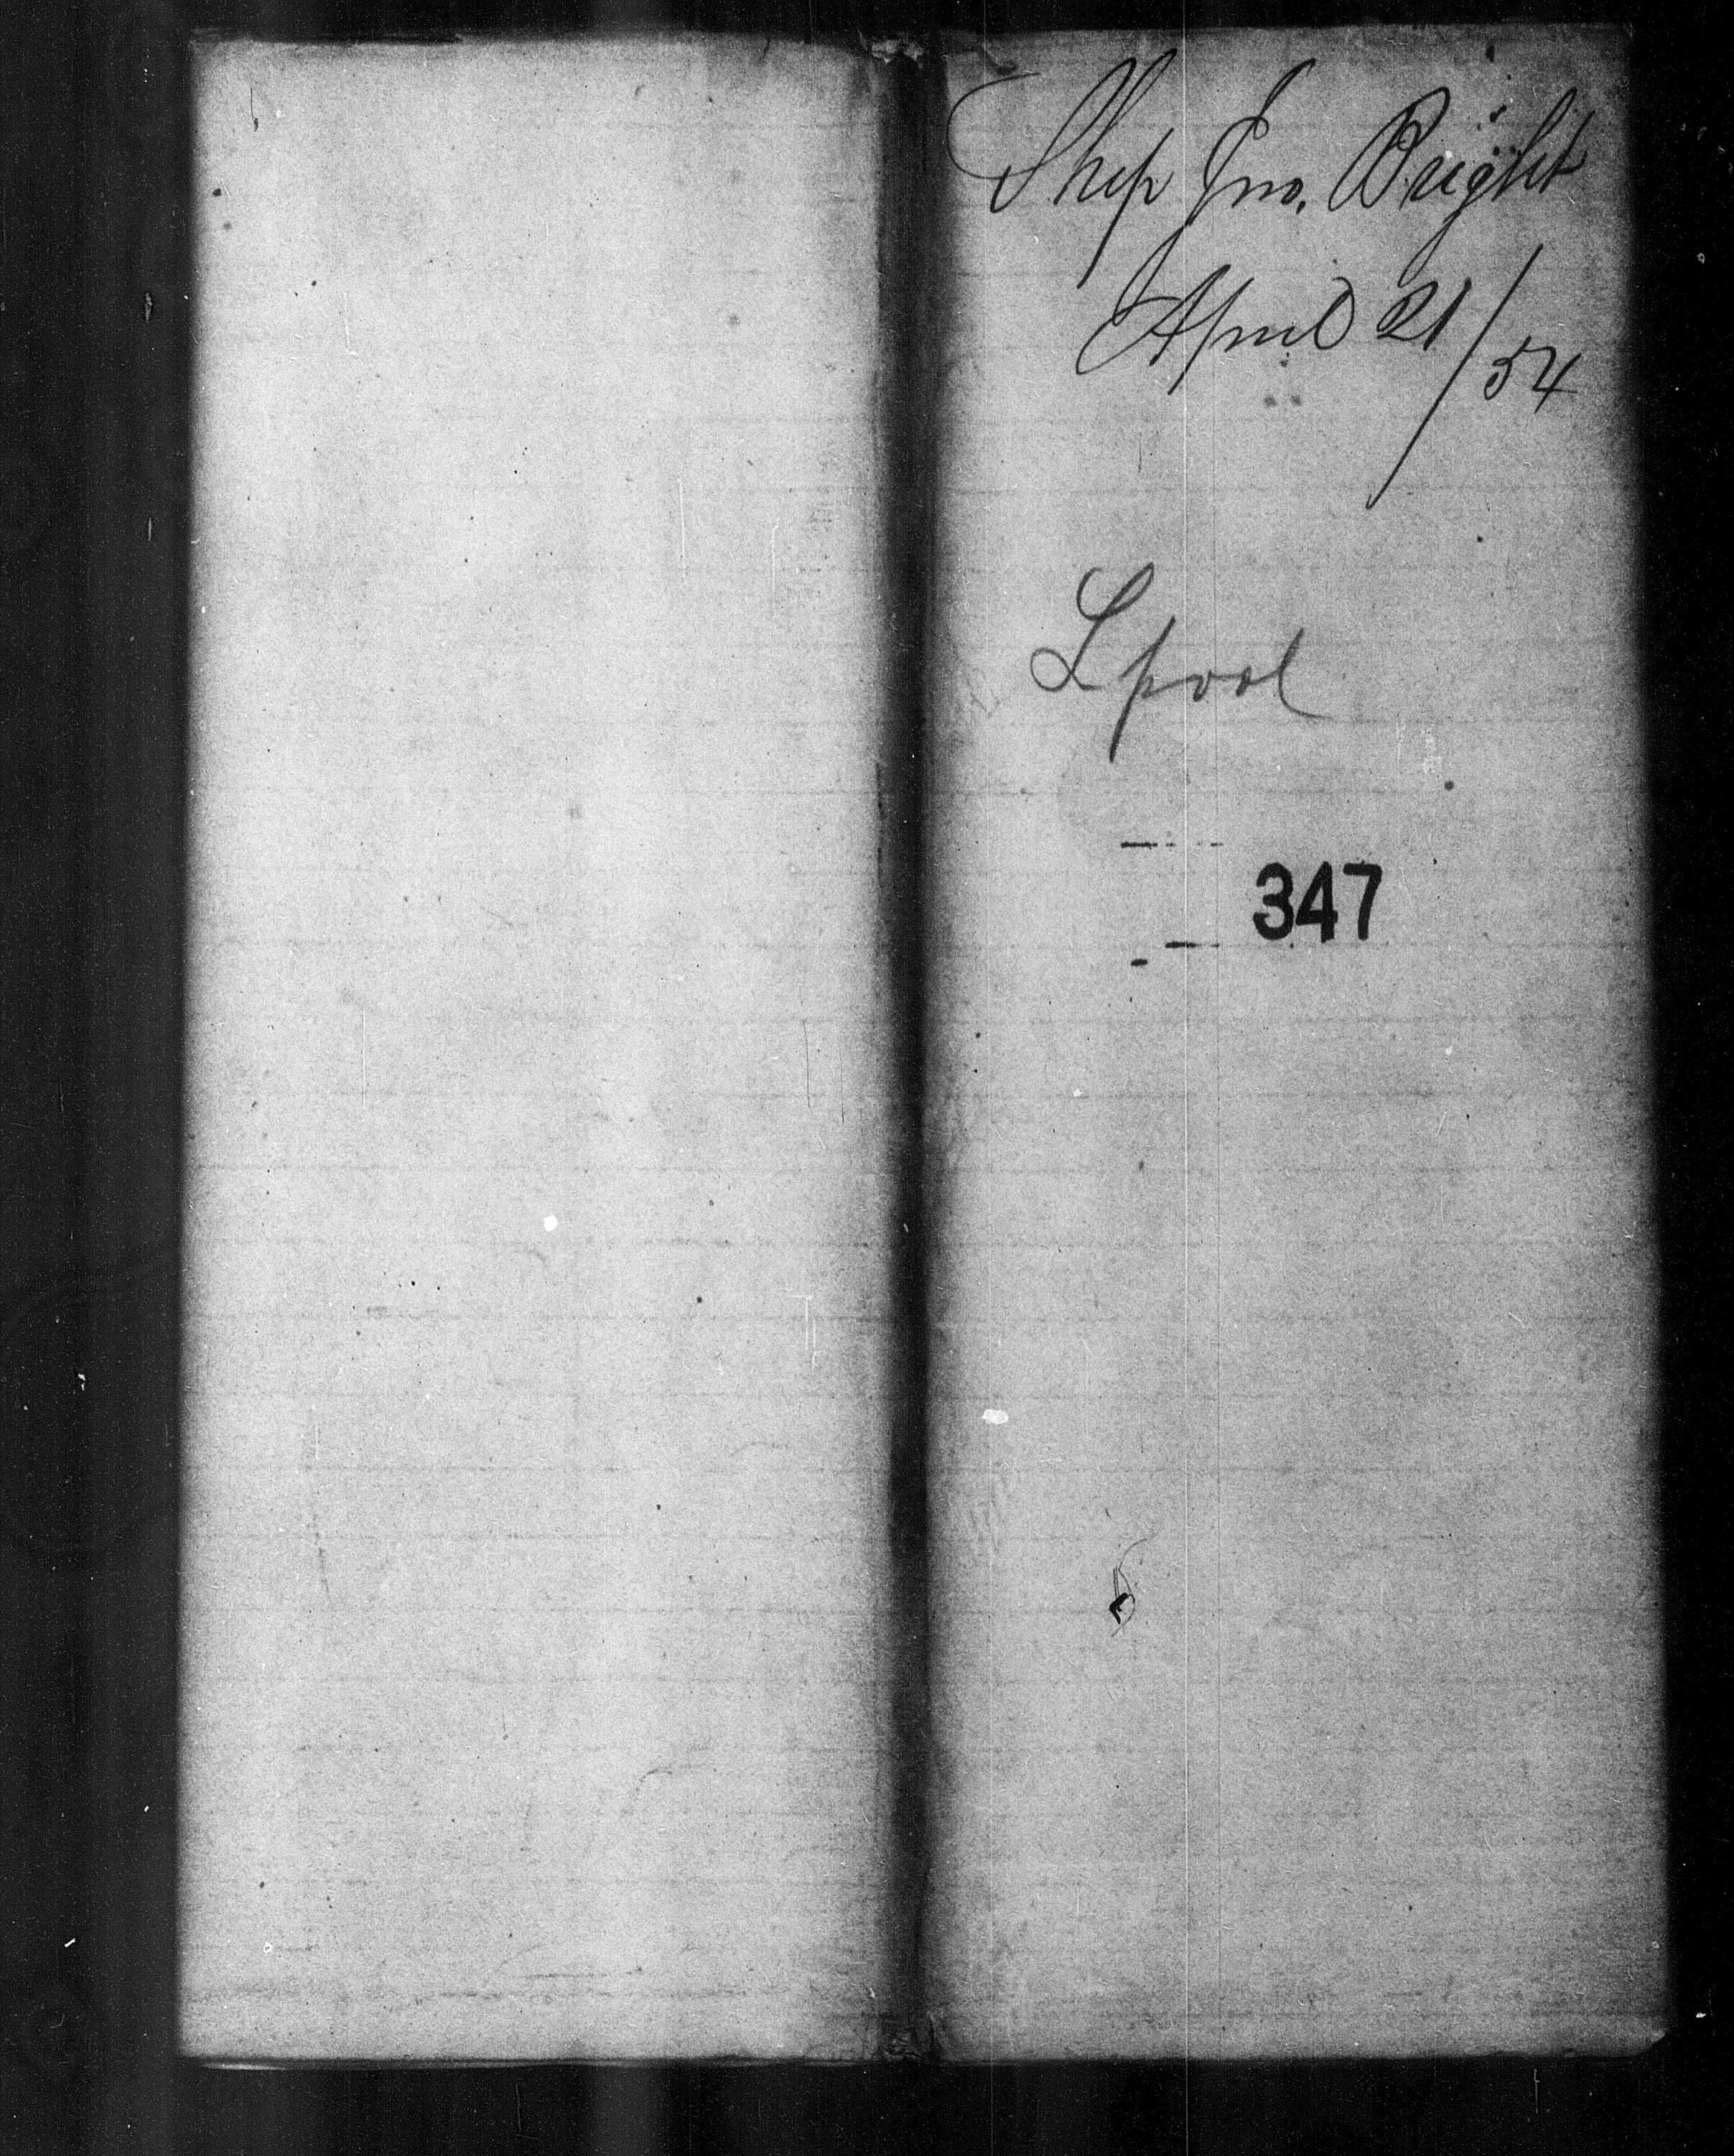 Ship Jno. Bright
April 21/54
Lpool
347